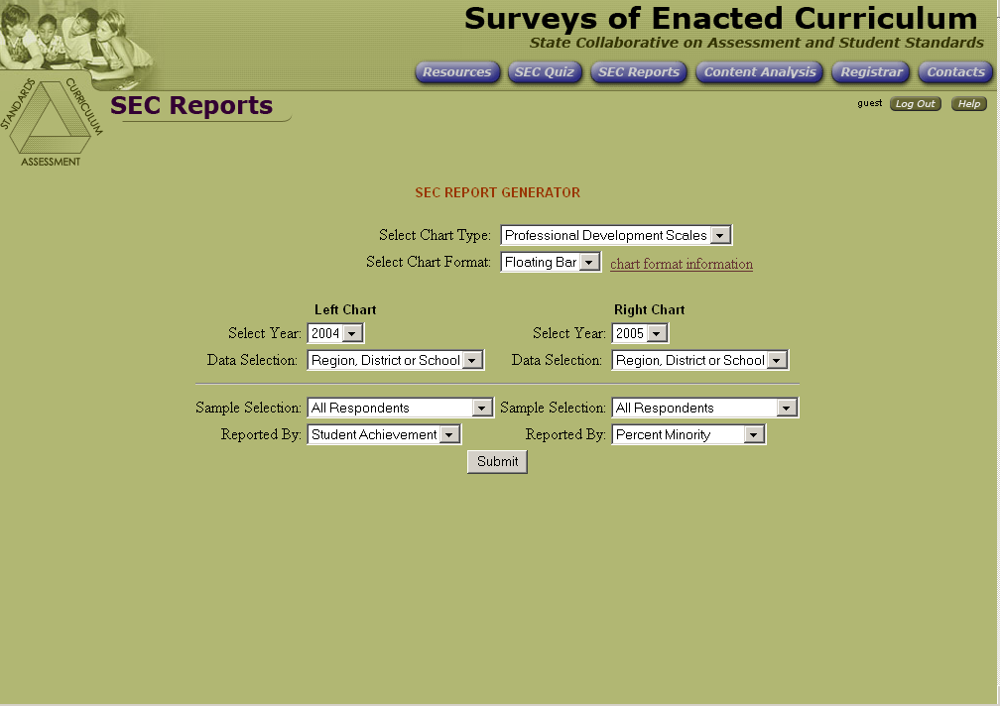 Surveys of Enacted Curriculum
State Collaborative on Assessment and Student Standards
Resources SEC Quiz SEC Reports Content Analysis Registrar Contacts
STANDARDS CURRICULUM ASSESSMENT
SEC Reports
guest Log Out Help
SEC REPORT GENERATOR
Select Chart Type: Professional Development Scales
Select Chart Format: Floating Bar chart format information
Left Chart Right Chart
Select Year: 2004 Select Year: 2005
Data Selection: Region, District or School Data Selection: Region, District or School
Sample Selection: All Respondents Sample Selection: All Respondents
Reported By: Student Achievement Reported By: Percent Minority
Submit